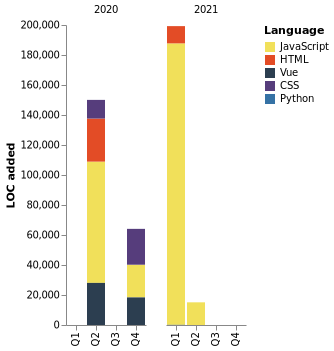 2020 2021
Language
JavaScript
HTML
Vue
CSS
Python
LOC added
200,000
180,000
160,000
140,000
120,000
100,000
80,000
60,000
40,000
20,000
0
Q1 Q2 Q3 Q4 Q1 Q2 Q3 Q4